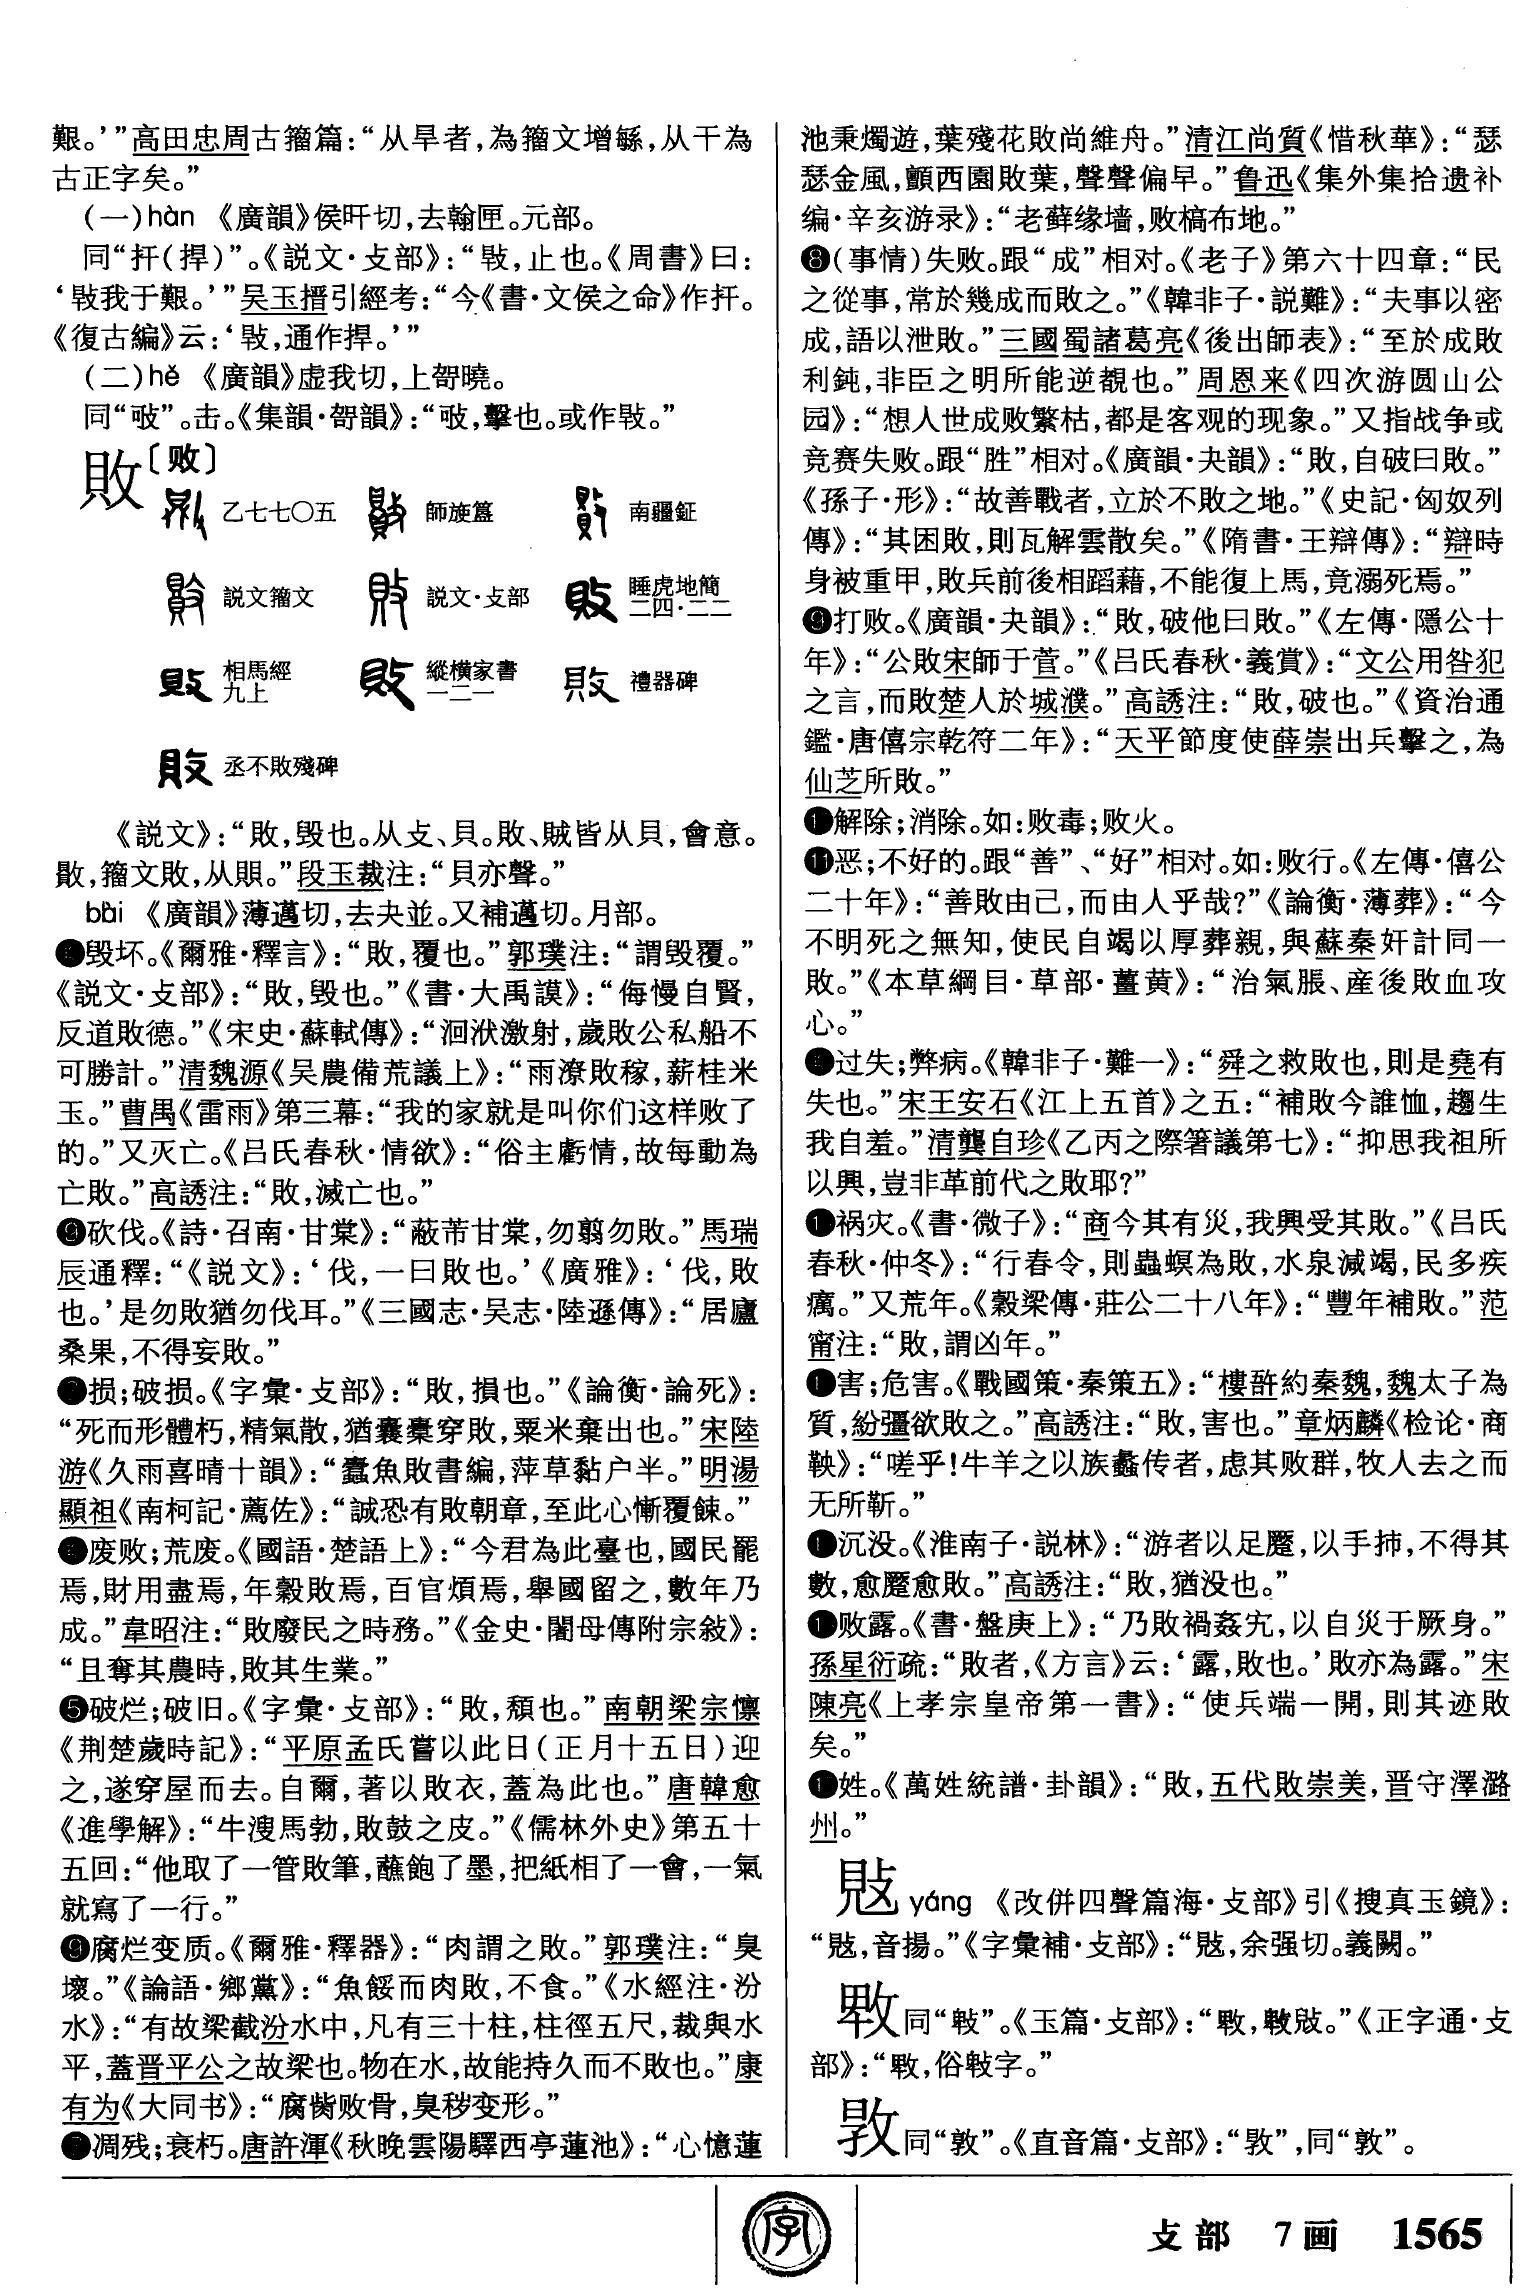 艱。’”高田忠周古籀篇：“从旱者，為籀文增緐，从干為
古正字矣。”
(一)hàn 《廣韻》侯旰切，去翰匣。元部。
同“扞(捍)”。《説文·攴部》：“㪋，止也。《周書》曰：
‘㪋我于艱。’”吴玉搢引經考：“今《書·文侯之命》作扞。
《復古編》云：‘㪋，通作捍。’”
(二)hě 《廣韻》虚我切，上哿曉。
同“㰤”。击。《集韻·哿韻》：“㰤，擊也。或作㪋。”
敗〔败〕
乙七七〇五 師旋簋 南疆鉦
説文籀文 説文·攴部 睡虎地簡
二四·二二
相馬經
九上 縱横家書
一二一 禮器碑
丞不敗殘碑
《説文》：“敗，毁也。从攴、貝。敗、賊皆从貝，會意。
𣀨，籀文敗，从賏。”段玉裁注：“貝亦聲。”
bài 《廣韻》薄邁切，去夬並。又補邁切。月部。
毁坏。《爾雅·釋言》：“敗，覆也。”郭璞注：“謂毁覆。”
《説文·攴部》：“敗，毁也。”《書·大禹謨》：“侮慢自賢，
反道敗德。”《宋史·蘇軾傳》：“洄洑激射，歲敗公私船不
可勝計。”清魏源《吴農備荒議上》：“雨潦敗稼，薪桂米
玉。”曹禺《雷雨》第三幕：“我的家就是叫你们这样败了
的。”又灭亡。《吕氏春秋·情欲》：“俗主虧情，故每動為
亡敗。”高誘注：“敗，滅亡也。”
砍伐。《詩·召南·甘棠》：“蔽芾甘棠，勿翦勿敗。”馬瑞
辰通釋：“《説文》：‘伐，一曰敗也。’《廣雅》：‘伐，敗
也。’是勿敗猶勿伐耳。”《三國志·吴志·陸遜傳》：“居廬
桑果，不得妄敗。”
损；破损。《字彙·攴部》：“敗，損也。”《論衡·論死》：
“死而形體朽，精氣散，猶囊橐穿敗，粟米棄出也。”宋陸
游《久雨喜晴十韻》：“蠹魚敗書編，萍草黏户半。”明湯
顯祖《南柯記·薦佐》：“誠恐有敗朝章，至此心慚覆餗。”
废败；荒废。《國語·楚語上》：“今君為此臺也，國民罷
焉，財用盡焉，年穀敗焉，百官煩焉，舉國留之，數年乃
成。”韋昭注：“敗廢民之時務。”《金史·闍母傳附宗敍》：
“且奪其農時，敗其生業。”
❺破烂；破旧。《字彙·攴部》：“敗，頽也。”南朝梁宗懍
《荆楚歲時記》：“平原孟氏嘗以此日(正月十五日)迎
之，遂穿屋而去。自爾，著以敗衣，蓋為此也。”唐韓愈
《進學解》：“牛溲馬勃，敗鼓之皮。”《儒林外史》第五十
五回：“他取了一管敗筆，蘸飽了墨，把紙相了一會，一氣
就寫了一行。”
腐烂变质。《爾雅·釋器》：“肉謂之敗。”郭璞注：“臭
壞。”《論語·鄉黨》：“魚餒而肉敗，不食。”《水經注·汾
水》：“有故梁截汾水中，凡有三十柱，柱徑五尺，裁與水
平，蓋晋平公之故梁也。物在水，故能持久而不敗也。”康
有为《大同书》：“腐胔败骨，臭秽变形。”
凋残；衰朽。唐許渾《秋晚雲陽驛西亭蓮池》：“心憶蓮
池秉燭遊，葉殘花敗尚維舟。”清江尚質《惜秋華》：“瑟
瑟金風，顫西園敗葉，聲聲偏早。”鲁迅《集外集拾遗补
编·辛亥游录》：“老藓缘墙，败槁布地。”
❽(事情)失败。跟“成”相对。《老子》第六十四章：“民
之從事，常於幾成而敗之。”《韓非子·説難》：“夫事以密
成，語以泄敗。”三國蜀諸葛亮《後出師表》：“至於成敗
利鈍，非臣之明所能逆覩也。”周恩来《四次游圆山公
园》：“想人世成败繁枯，都是客观的现象。”又指战争或
竞赛失败。跟“胜”相对。《廣韻·夬韻》：“敗，自破曰敗。”
《孫子·形》：“故善戰者，立於不敗之地。”《史記·匈奴列
傳》：“其困敗，則瓦解雲散矣。”《隋書·王辯傳》：“辯時
身被重甲，敗兵前後相蹈藉，不能復上馬，竟溺死焉。”
❾打败。《廣韻·夬韻》：“敗，破他曰敗。”《左傳·隱公十
年》：“公敗宋師于菅。”《吕氏春秋·義賞》：“文公用咎犯
之言，而敗楚人於城濮。”高誘注：“敗，破也。”《資治通
鑑·唐僖宗乾符二年》：“天平節度使薛崇出兵擊之，為
仙芝所敗。”
解除；消除。如：败毒；败火。
⓫恶；不好的。跟“善”、“好”相对。如：败行。《左傳·僖公
二十年》：“善敗由己，而由人乎哉？”《論衡·薄葬》：“今
不明死之無知，使民自竭以厚葬親，與蘇秦奸計同一
敗。”《本草綱目·草部·薑黄》：“治氣脹、産後敗血攻
心。”
过失；弊病。《韓非子·難一》：“舜之救敗也，則是堯有
失也。”宋王安石《江上五首》之五：“補敗今誰恤，趨生
我自羞。”清龔自珍《乙丙之際箸議第七》：“抑思我祖所
以興，豈非革前代之敗耶？”
祸灾。《書·微子》：“商今其有災，我興受其敗。”《吕氏
春秋·仲冬》：“行春令，則蟲螟為敗，水泉減竭，民多疾
癘。”又荒年。《穀梁傳·莊公二十八年》：“豐年補敗。”范
甯注：“敗，謂凶年。”
害；危害。《戰國策·秦策五》：“樓𤕤約秦魏，魏太子為
質，紛彊欲敗之。”高誘注：“敗，害也。”章炳麟《检论·商
鞅》：“嗟乎！牛羊之以族蠡传者，虑其败群，牧人去之而
无所靳。”
沉没。《淮南子·説林》：“游者以足蹷，以手㧊，不得其
數，愈蹷愈敗。”高誘注：“敗，猶没也。”
败露。《書·盤庚上》：“乃敗禍姦宄，以自災于厥身。”
孫星衍疏：“敗者，《方言》云：‘露，敗也。’敗亦為露。”宋
陳亮《上孝宗皇帝第一書》：“使兵端一開，則其迹敗
矣。”
姓。《萬姓統譜·卦韻》：“敗，五代敗崇美，晋守澤潞
州。”
yáng 《改併四聲篇海·攴部》引《搜真玉鏡》：
“，音揚。”《字彙補·攴部》：“，余强切。義闕。”
同“”。《玉篇·攴部》：“，。”《正字通·攴
部》：“，俗字。”
同“敦”。《直音篇·攴部》：“”，同“敦”。
字
攴部 7画 1565